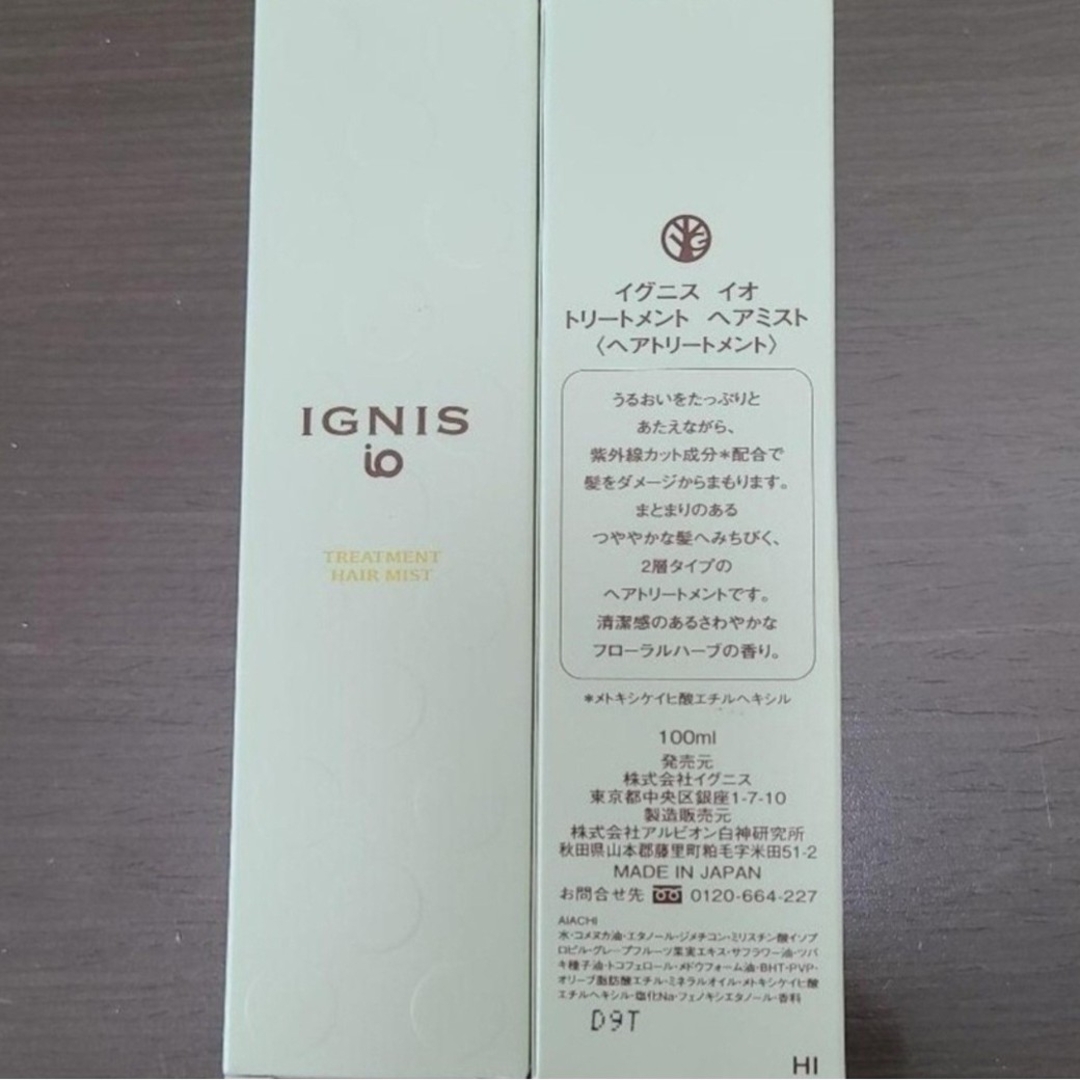 IGNIS
io
TREATMENT
HAIR MIST
イグニス イオ
トリートメント ヘアミスト
〈ヘアトリートメント〉
うるおいをたっぷりと
あたえながら、
紫外線カット成分*配合で
髪をダメージからまもります。
まとまりのある
つややかな髪へみちびく、
2層タイプの
ヘアトリートメントです。
清潔感のあるさわやかな
フローラルハーブの香り。
*メトキシケイヒ酸エチルヘキシル
100ml
発売元
株式会社イグニス
東京都中央区銀座1-7-10
製造販売元
株式会社アルビオン白神研究所
秋田県山本郡藤里町粕毛字米田51-2
MADE IN JAPAN
お問合せ先 0120-664-227
AIACHI
水・コメヌカ油・エタノール・ジメチコン・ミリスチン酸イソプ
ロピル・グレープフルーツ果実エキス・サフラワー油・ツバ
キ種子油・トコフェロール・メドウフォーム油・BHT・PVP・
オリーブ脂肪酸エチル・ミネラルオイル・メトキシケイヒ酸
エチルヘキシル・塩化Na・フェノキシエタノール・香料
D9T
HI